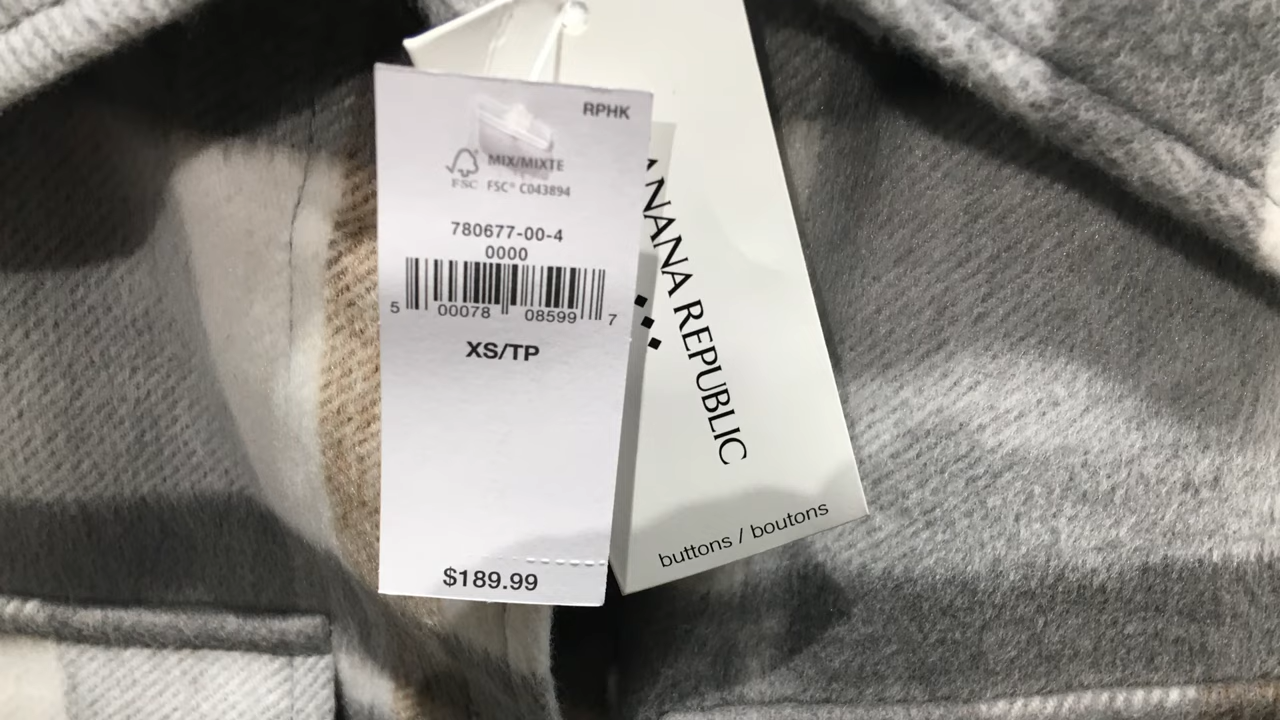 RPHK
MIX/MIXTE
FSC FSC® C043894
780677-00-4
0000
5 00078 08599 7
XS/TP
$189.99
ANANA REPUBLIC
buttons / boutons